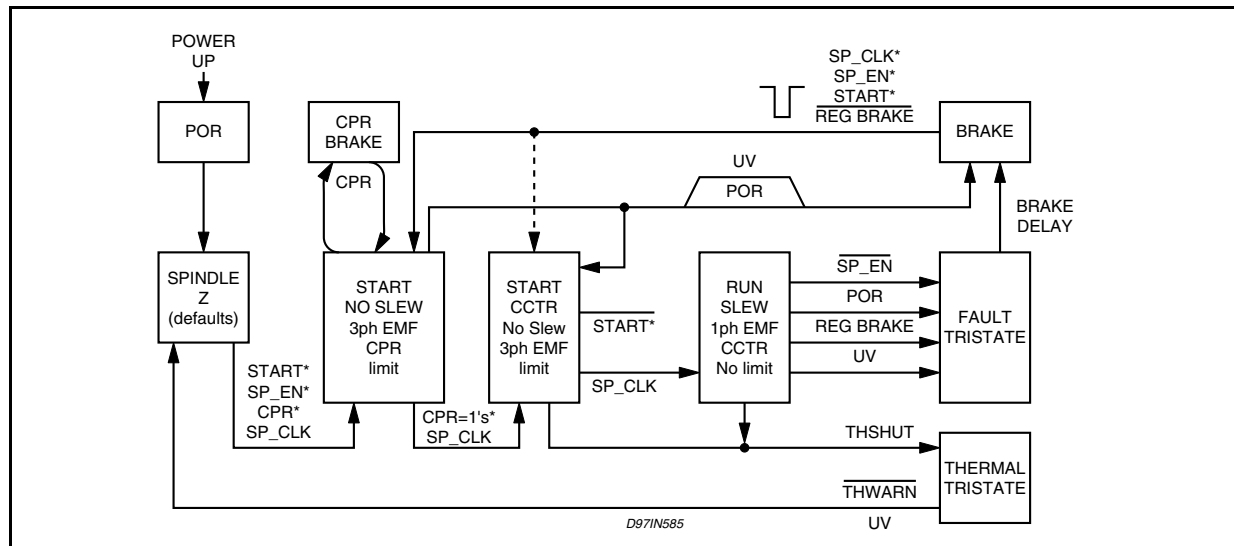 POWER
UP
POR
CPR
BRAKE
CPR
SP_CLK*
SP_EN*
START*
REG BRAKE
BRAKE
UV
POR
BRAKE
DELAY
SPINDLE
Z
(defaults)
START
NO SLEW
3ph EMF
CPR
limit
START
CCTR
No Slew
3ph EMF
limit
START*
SP_CLK
RUN
SLEW
1ph EMF
CCTR
No limit
SP_EN
POR
REG BRAKE
UV
FAULT
TRISTATE
START*
SP_EN*
CPR*
SP_CLK
CPR=1's*
SP_CLK
THSHUT
THERMAL
TRISTATE
THWARN
UV
D97IN585